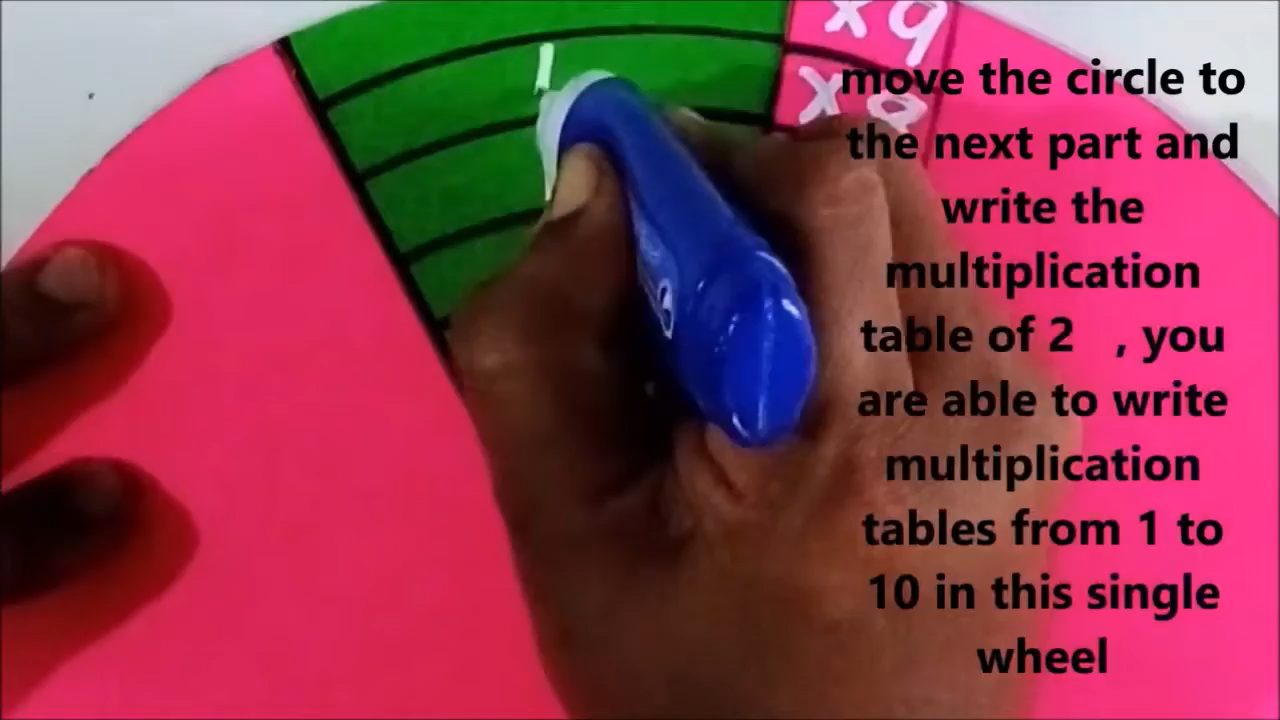 x 9
x 8
move the circle to
the next part and
write the
multiplication
table of 2 , you
are able to write
multiplication
tables from 1 to
10 in this single
wheel